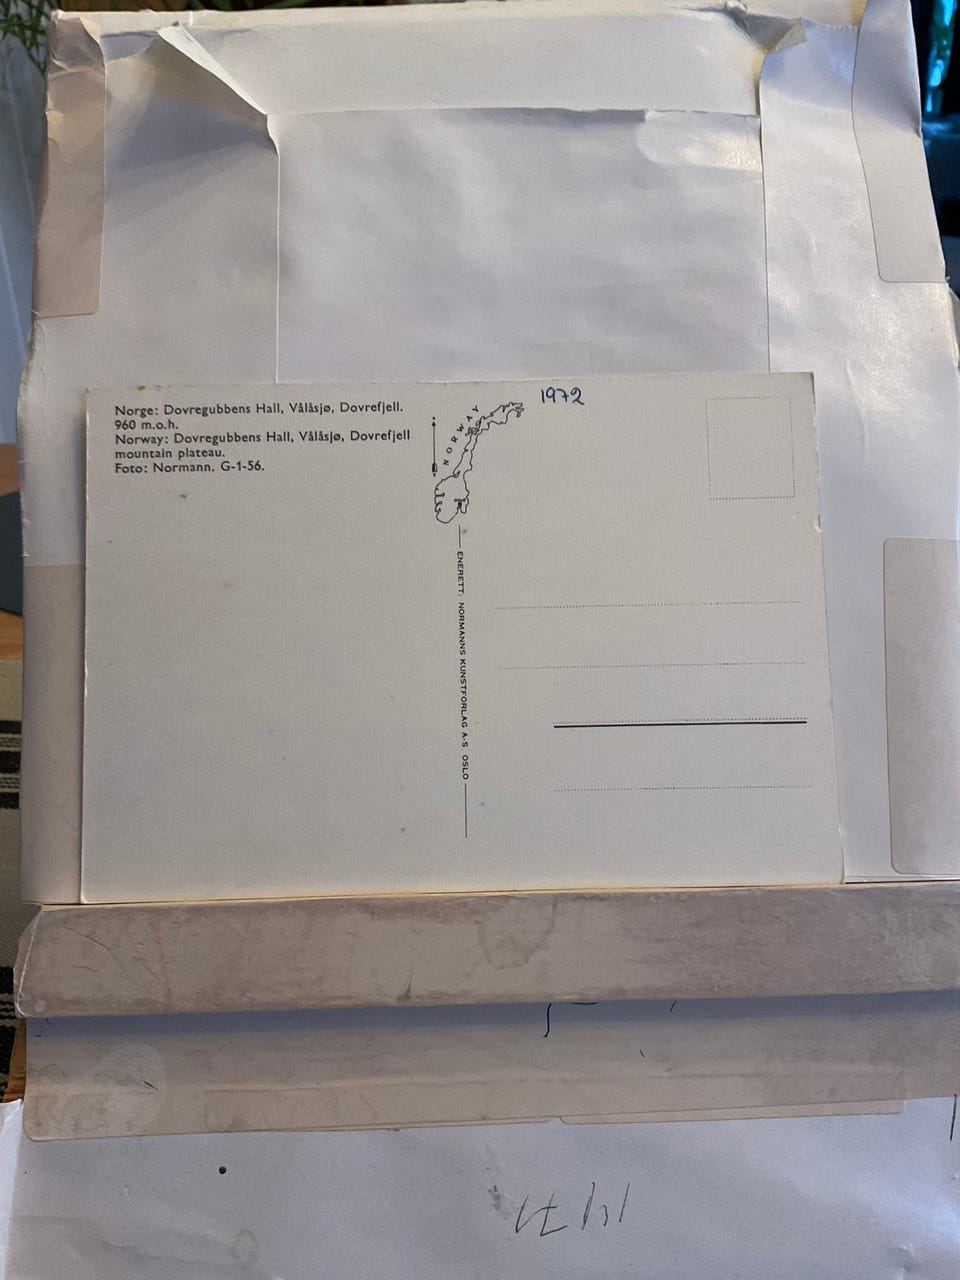 Norge: Dovregubbens Hall, Vålåsjø, Dovrefjell.
960 m.o.h.
Norway: Dovregubbens Hall, Vålåsjø, Dovrefjell
mountain plateau.
Foto: Normann. G-1-56.
NORWAY
1972
ENERETT: NORMANNS KUNSTFORLAG A-S OSLO